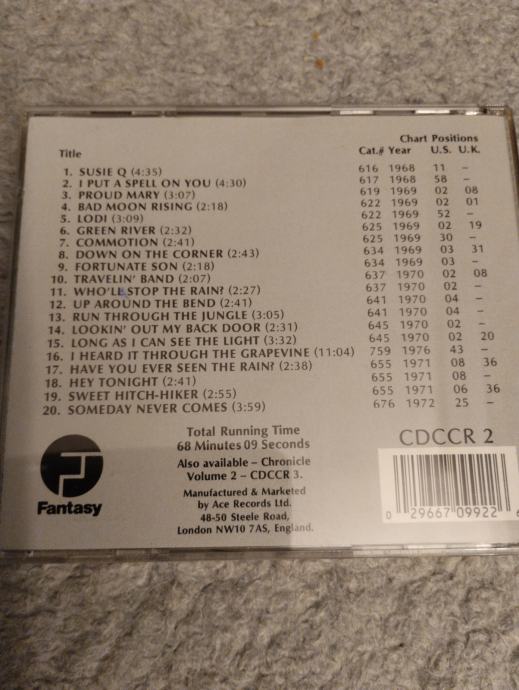 Chart Positions
Title Cat.# Year U.S. U.K.
1. SUSIE Q (4:35) 616 1968 11 –
2. I PUT A SPELL ON YOU (4:30) 617 1968 58 –
3. PROUD MARY (3:07) 619 1969 02 08
4. BAD MOON RISING (2:18) 622 1969 02 01
5. LODI (3:09) 622 1969 52 –
6. GREEN RIVER (2:32) 625 1969 02 19
7. COMMOTION (2:41) 625 1969 30 –
8. DOWN ON THE CORNER (2:43) 634 1969 03 31
9. FORTUNATE SON (2:18) 634 1969 03 –
10. TRAVELIN' BAND (2:07) 637 1970 02 08
11. WHO'LL STOP THE RAIN? (2:27) 637 1970 02 –
12. UP AROUND THE BEND (2:41) 641 1970 04 –
13. RUN THROUGH THE JUNGLE (3:05) 641 1970 04 –
14. LOOKIN' OUT MY BACK DOOR (2:31) 645 1970 02 –
15. LONG AS I CAN SEE THE LIGHT (3:32) 645 1970 02 20
16. I HEARD IT THROUGH THE GRAPEVINE (11:04) 759 1976 43 –
17. HAVE YOU EVER SEEN THE RAIN? (2:38) 655 1971 08 36
18. HEY TONIGHT (2:41) 655 1971 08 –
19. SWEET HITCH-HIKER (2:55) 655 1971 06 36
20. SOMEDAY NEVER COMES (3:59) 676 1972 25 –
Total Running Time
68 Minutes 09 Seconds
Also available – Chronicle
Volume 2 – CDCCR 3.
Manufactured & Marketed
by Ace Records Ltd.
48-50 Steele Road,
London NW10 7AS, England.
Fantasy
CDCCR 2
0 29667 09922 6